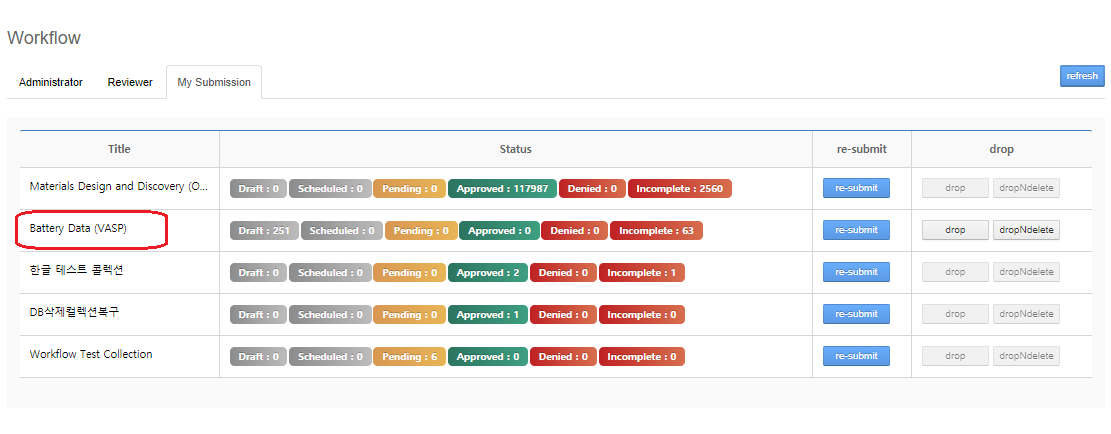 Workflow
Administrator Reviewer My Submission refresh
Title Status re-submit drop
Materials Design and Discovery (O... Draft : 0 Scheduled : 0 Pending : 0 Approved : 117987 Denied : 0 Incomplete : 2560 re-submit drop dropNdelete
Battery Data (VASP) Draft : 251 Scheduled : 0 Pending : 0 Approved : 0 Denied : 0 Incomplete : 63 re-submit drop dropNdelete
한글 테스트 콜렉션 Draft : 0 Scheduled : 0 Pending : 0 Approved : 2 Denied : 0 Incomplete : 1 re-submit drop dropNdelete
DB삭제컬렉션복구 Draft : 0 Scheduled : 0 Pending : 0 Approved : 1 Denied : 0 Incomplete : 0 re-submit drop dropNdelete
Workflow Test Collection Draft : 0 Scheduled : 0 Pending : 6 Approved : 0 Denied : 0 Incomplete : 0 re-submit drop dropNdelete